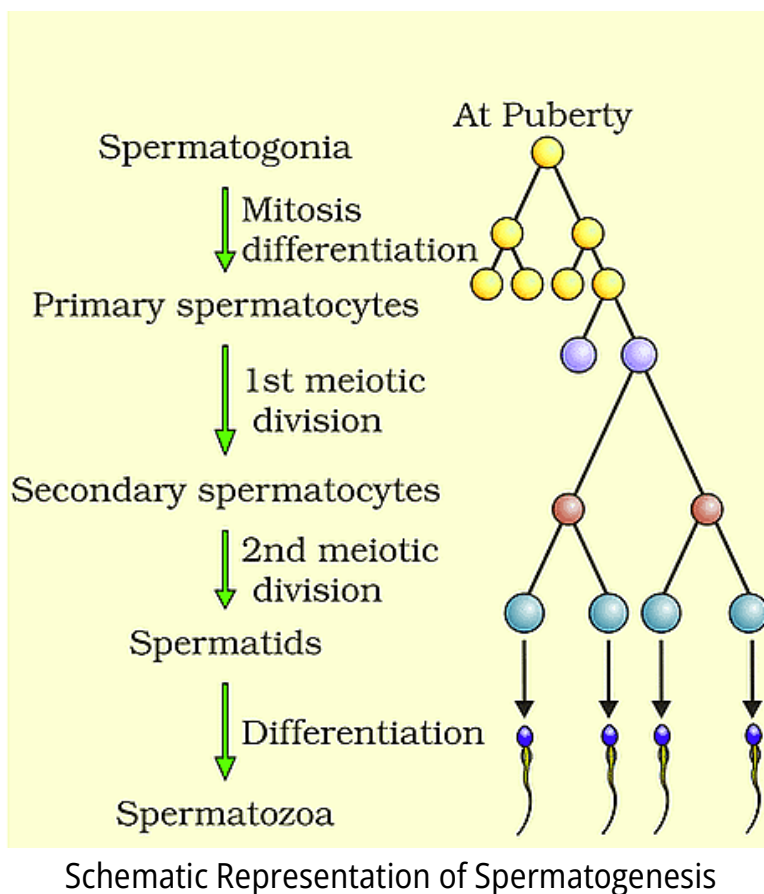 At Puberty
Spermatogonia
Mitosis
differentiation
Primary spermatocytes
1st meiotic
division
Secondary spermatocytes
2nd meiotic
division
Spermatids
Differentiation
Spermatozoa
Schematic Representation of Spermatogenesis